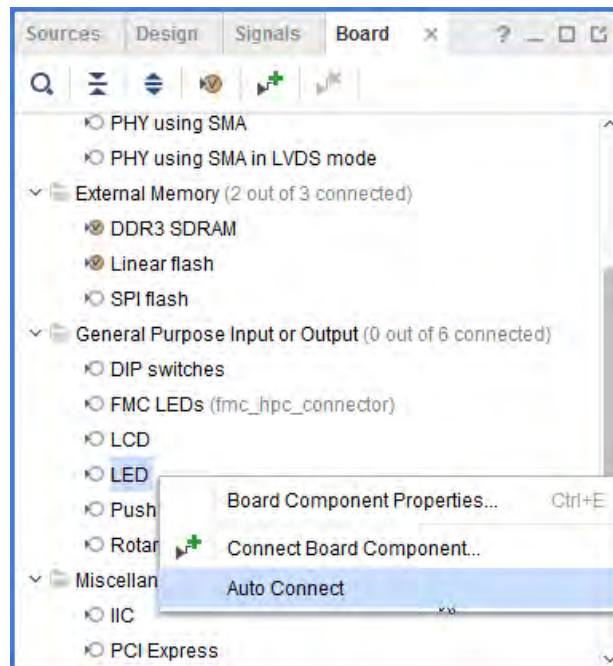 Sources Design Signals Board × ?
PHY using SMA
PHY using SMA in LVDS mode
External Memory (2 out of 3 connected)
DDR3 SDRAM
Linear flash
SPI flash
General Purpose Input or Output (0 out of 6 connected)
DIP switches
FMC LEDs (fmc_hpc_connector)
LCD
LED
Board Component Properties... Ctrl+E
Push
Rotar
Connect Board Component...
Miscellan
Auto Connect
IIC
PCI Express